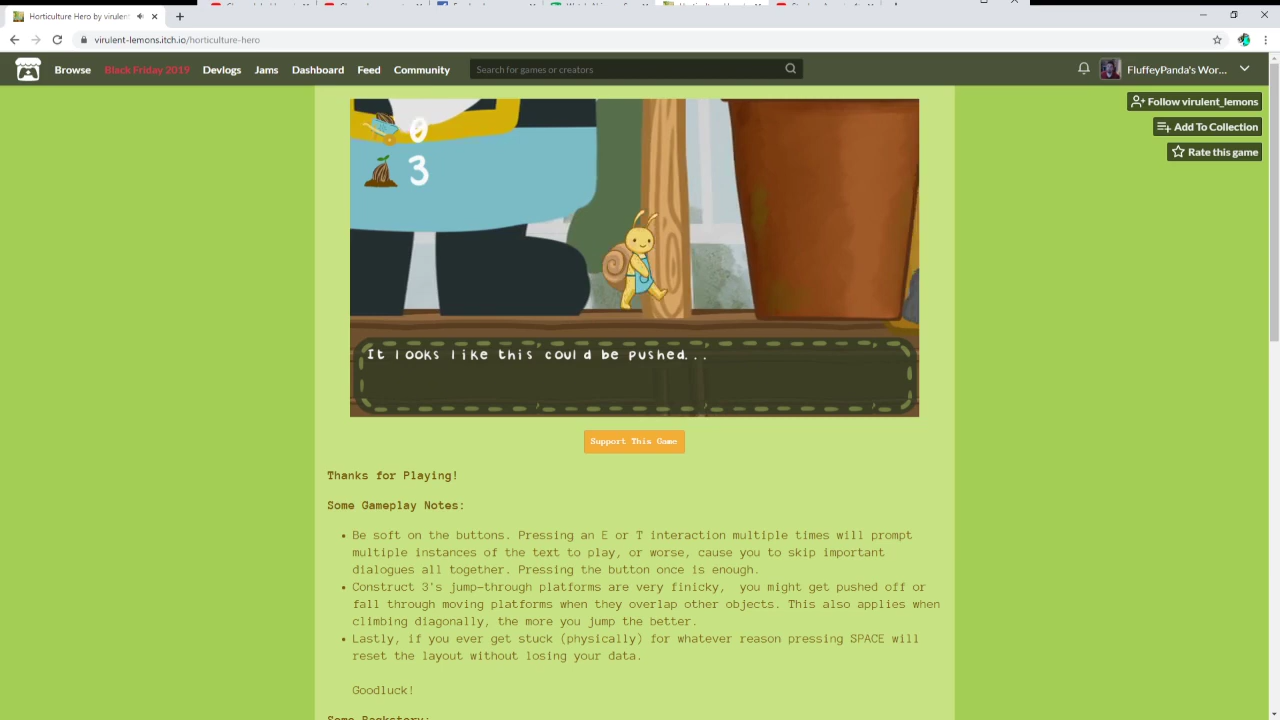 Horticulture Hero by virulent
virulent-lemons.itch.io/horticulture-hero
Browse Black Friday 2019 Devlogs Jams Dashboard Feed Community Search for games or creators FluffeyPanda's Wor...
Follow virulent_lemons
Add To Collection
Rate this game
0
3
It looks like this could be pushed...
Support This Game
Thanks for Playing!
Some Gameplay Notes:
Be soft on the buttons. Pressing an E or T interaction multiple times will prompt
multiple instances of the text to play, or worse, cause you to skip important
dialogues all together. Pressing the button once is enough.
Construct 3's jump-through platforms are very finicky, you might get pushed off or
fall through moving platforms when they overlap other objects. This also applies when
climbing diagonally, the more you jump the better.
Lastly, if you ever get stuck (physically) for whatever reason pressing SPACE will
reset the layout without losing your data.
Goodluck!
Some Backstory: